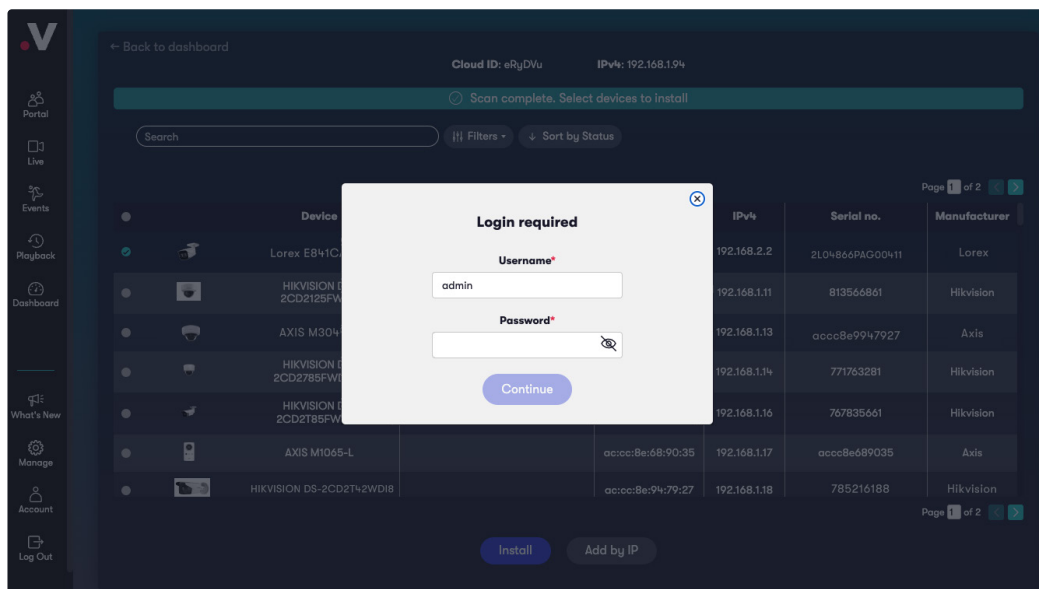 .V
← Back to dashboard
Cloud ID: eRyDVu IPv4: 192.168.1.94
Scan complete. Select devices to install
Search Filters ↓ Sort by Status
Page 1 of 2 < >
Device IPv4 Serial no. Manufacturer
Lorex E841C 192.168.2.2 2L04866PAG00411 Lorex
HIKVISION
2CD2125FW 192.168.1.11 813566861 Hikvision
AXIS M304 192.168.1.13 accc8e9947927 Axis
HIKVISION
2CD2785FW 192.168.1.14 771763281 Hikvision
HIKVISION
2CD2T85FW 192.168.1.16 767835661 Hikvision
AXIS M1065-L ac:cc:8e:68:90:35 192.168.1.17 accc8e689035 Axis
HIKVISION DS-2CD2T42WDI8 ac:cc:8e:94:79:27 192.168.1.18 785216188 Hikvision
Page 1 of 2 < >
Install Add by IP
Login required
Username*
admin
Password*
Continue
Portal
Live
Events
Playback
Dashboard
What's New
Manage
Account
Log Out